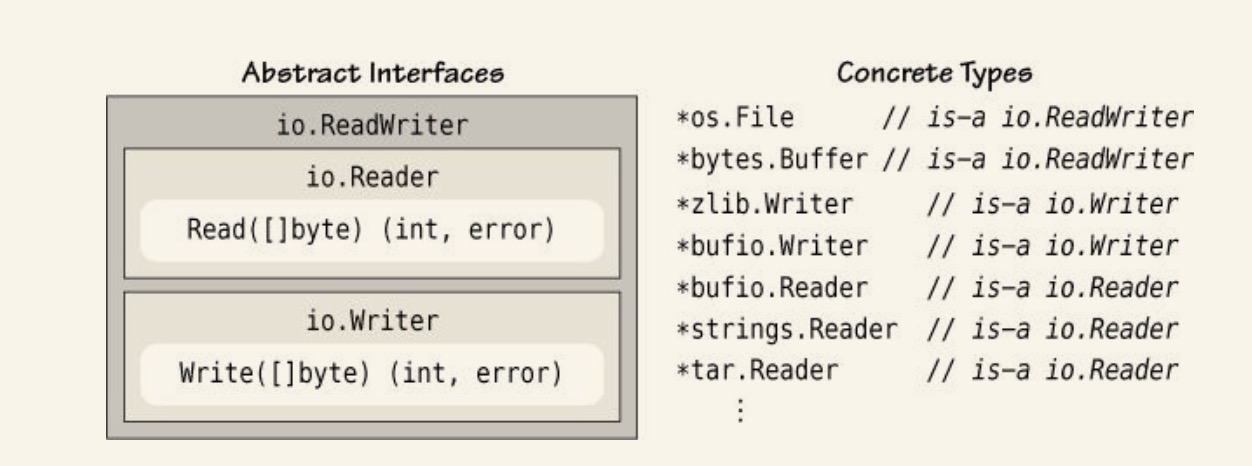 Abstract Interfaces
io.ReadWriter
io.Reader
Read([]byte) (int, error)
io.Writer
Write([]byte) (int, error)
Concrete Types
*os.File // is-a io.ReadWriter
*bytes.Buffer // is-a io.ReadWriter
*zlib.Writer // is-a io.Writer
*bufio.Writer // is-a io.Writer
*bufio.Reader // is-a io.Reader
*strings.Reader // is-a io.Reader
*tar.Reader // is-a io.Reader
⋮